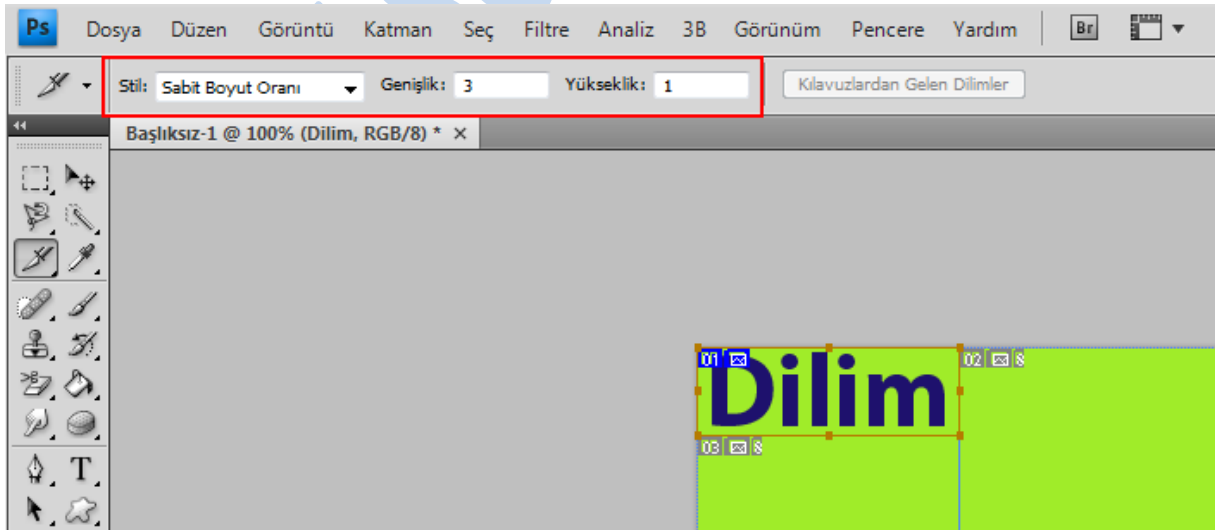 Ps Dosya Düzen Görüntü Katman Seç Filtre Analiz 3B Görünüm Pencere Yardım Br
Stil: Sabit Boyut Oranı Genişlik: 3 Yükseklik: 1 Kılavuzlardan Gelen Dilimler
Başlıksız-1 @ 100% (Dilim, RGB/8) * ×
01 02
Dilim
03
T